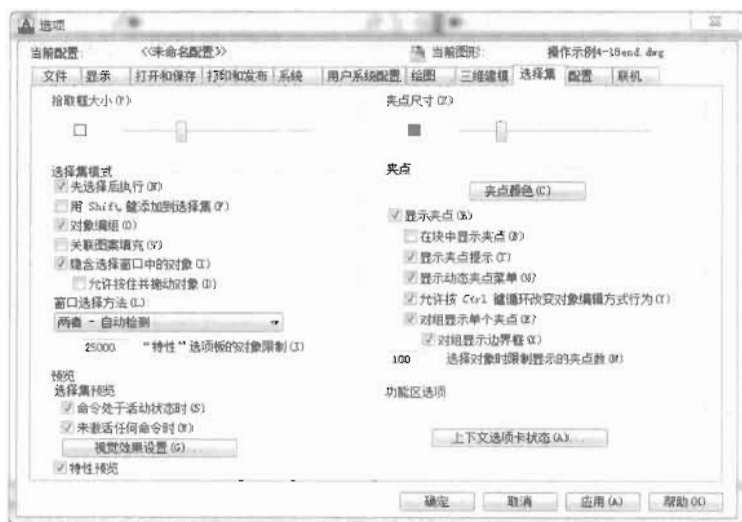 选项
当前配置: <<未命名配置>> 当前图形: 操作示例4-18end.dwg
文件 显示 打开和保存 打印和发布 系统 用户系统配置 绘图 三维建模 选择集 配置 联机
拾取框大小(P)
选择集模式
先选择后执行(N)
用 Shift 键添加到选择集(F)
对象编组(O)
关联图案填充(V)
隐含选择窗口中的对象(I)
允许按住并拖动对象(D)
窗口选择方法(L):
两者 - 自动检测
25000 “特性”选项板的对象限制(J)
预览
选择集预览
命令处于活动状态时(S)
未激活任何命令时(W)
视觉效果设置(G)...
特性预览
夹点尺寸(Z)
夹点
夹点颜色(C)...
显示夹点(R)
在块中显示夹点(B)
显示夹点提示(T)
显示动态夹点菜单(U)?
允许按 Ctrl 键循环改变对象编辑方式行为(Y)
对组显示单个夹点(E)?
对组显示边界框(X)
100 选择对象时限制显示的夹点数(M)
功能区选项
上下文选项卡状态(A)...
确定 取消 应用(A) 帮助(H)